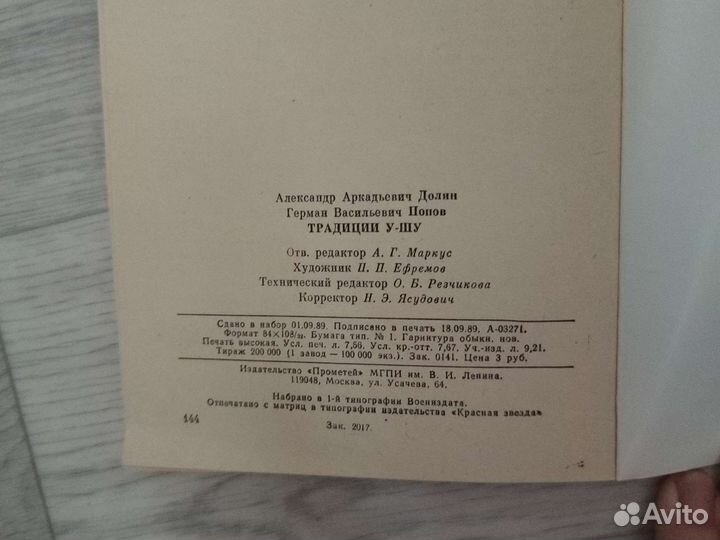 Александр Аркадьевич Долин
Герман Васильевич Попов
ТРАДИЦИИ У-ШУ
Отв. редактор А. Г. Маркус
Художник П. П. Ефремов
Технический редактор О. Б. Резчикова
Корректор Н. Э. Ясудович
Сдано в набор 01.09.89. Подписано в печать 18.09.89. А-03271.
Формат 84×108/32. Бумага тип. № 1. Гарнитура обыкн. нов.
Печать высокая. Усл. печ. л. 7,56. Усл. кр.-отт. 7,67. Уч.-изд. л. 9,21.
Тираж 200 000 (1 завод — 100 000 экз.). Зак. 0141. Цена 3 руб.
Издательство «Прометей» МГПИ им. В. И. Ленина.
119048, Москва, ул. Усачева, 64.
Набрано в 1-й типографии Воениздата.
Отпечатано с матриц в типографии издательства «Красная звезда»
Зак. 2017.
144
Avito